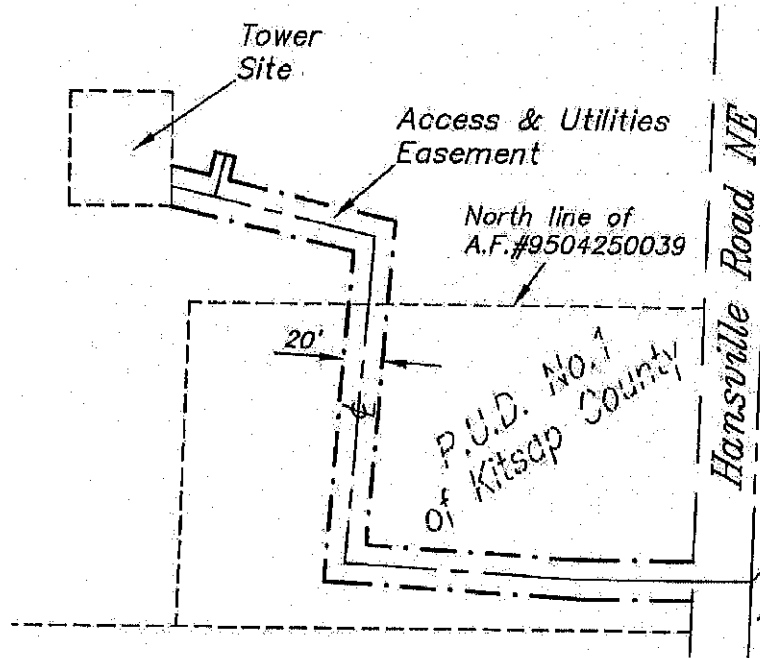 Tower
Site
Access & Utilities
Easement
North line of
A.F.#9504250039
Hansville Road NE
20'
℄
P.U.D. No.1
of Kitsap County